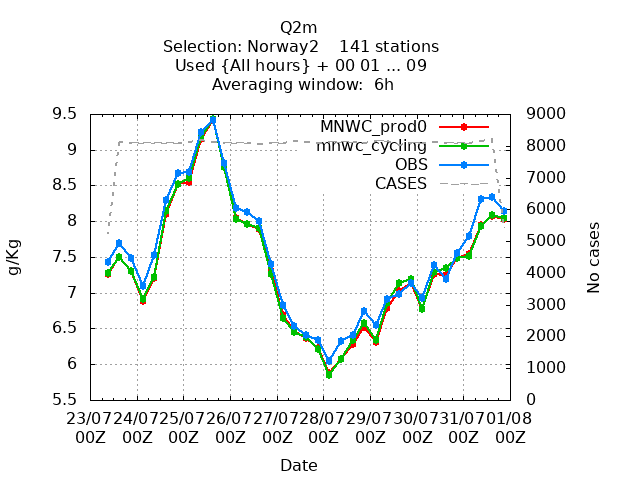 Q2m
Selection: Norway2    141 stations
Used {All hours} + 00 01 ... 09
Averaging window:  6h
MNWC_prod0
mnwc_cycling
OBS
CASES
g/Kg
9.5
9
8.5
8
7.5
7
6.5
6
5.5
No cases
9000
8000
7000
6000
5000
4000
3000
2000
1000
0
23/07 24/07 25/07 26/07 27/07 28/07 29/07 30/07 31/07 01/08
00Z 00Z 00Z 00Z 00Z 00Z 00Z 00Z 00Z 00Z
Date